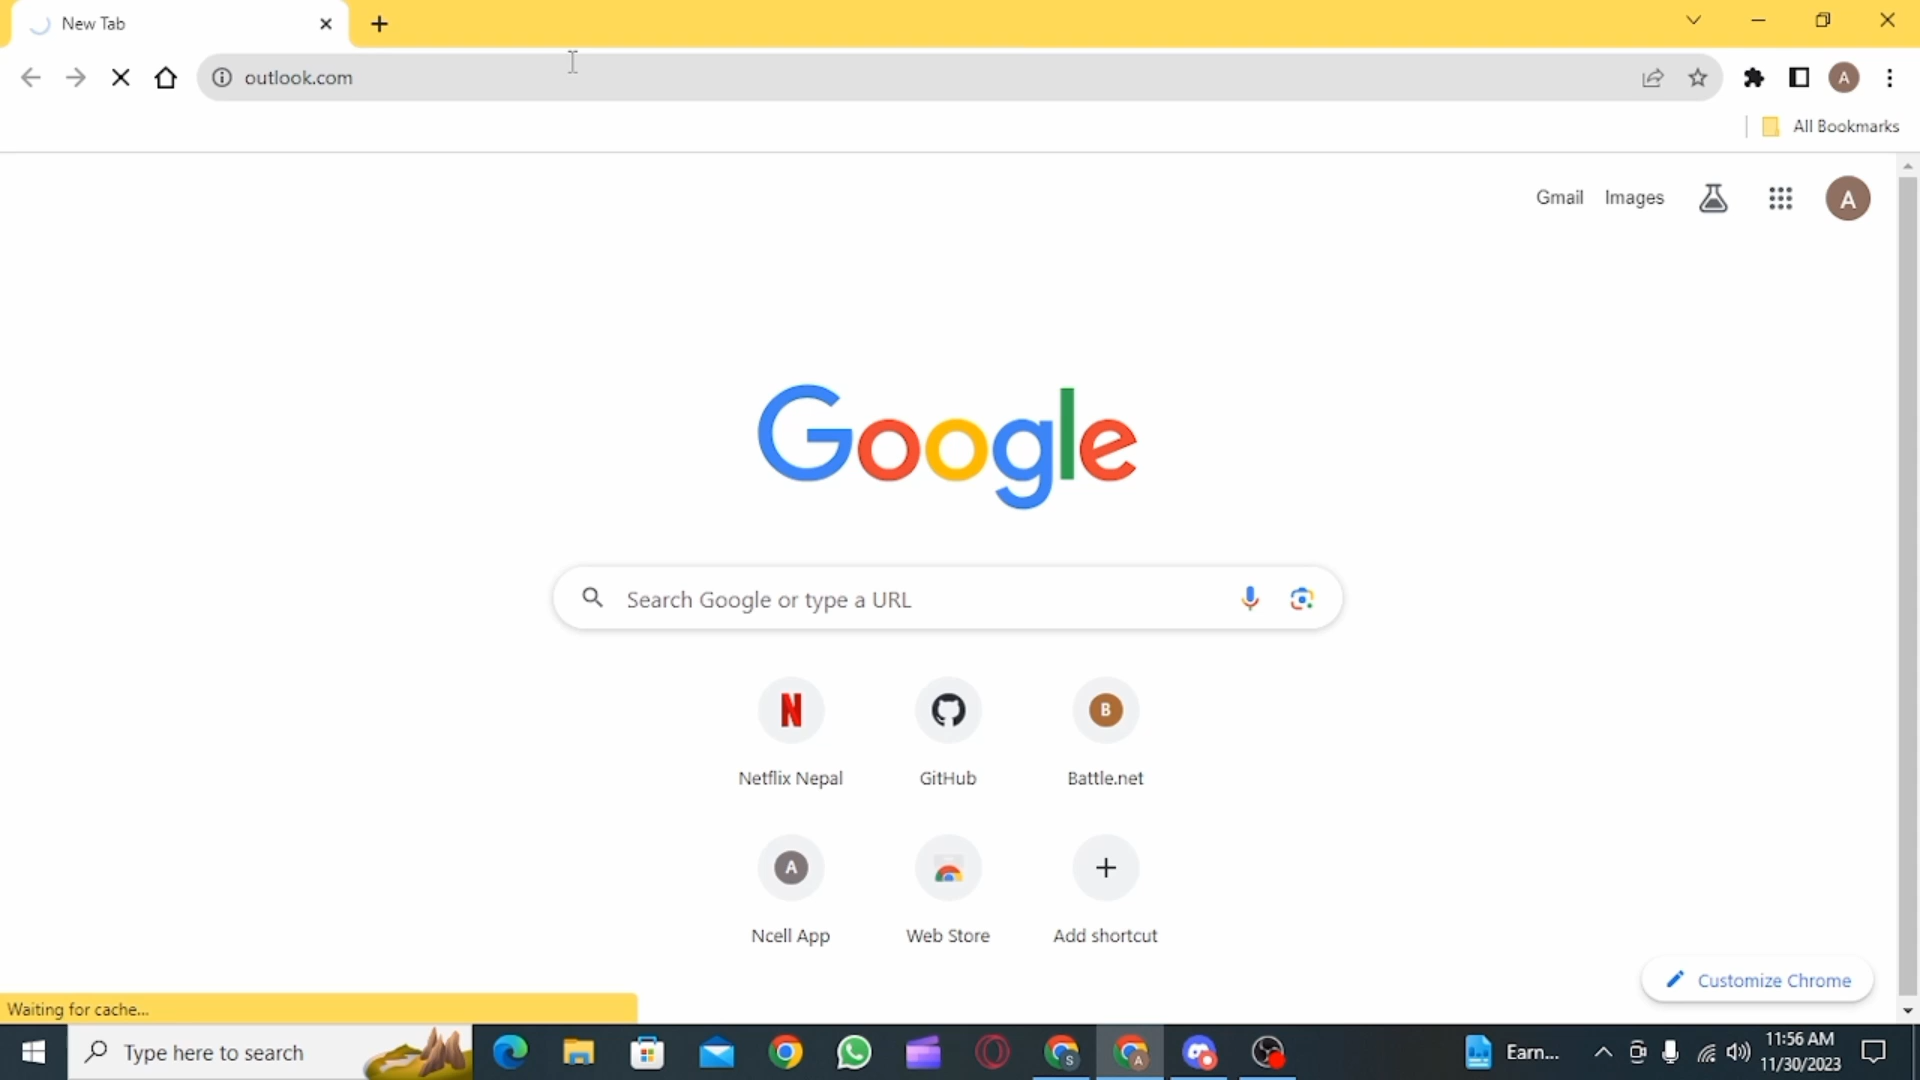 New Tab
outlook.com
A
All Bookmarks
Gmail Images A
Google
Search Google or type a URL
N B
Netflix Nepal GitHub Battle.net
A
Ncell App Web Store Add shortcut
Customize Chrome
Waiting for cache...
Type here to search
S A
Earn...
11:56 AM
11/30/2023